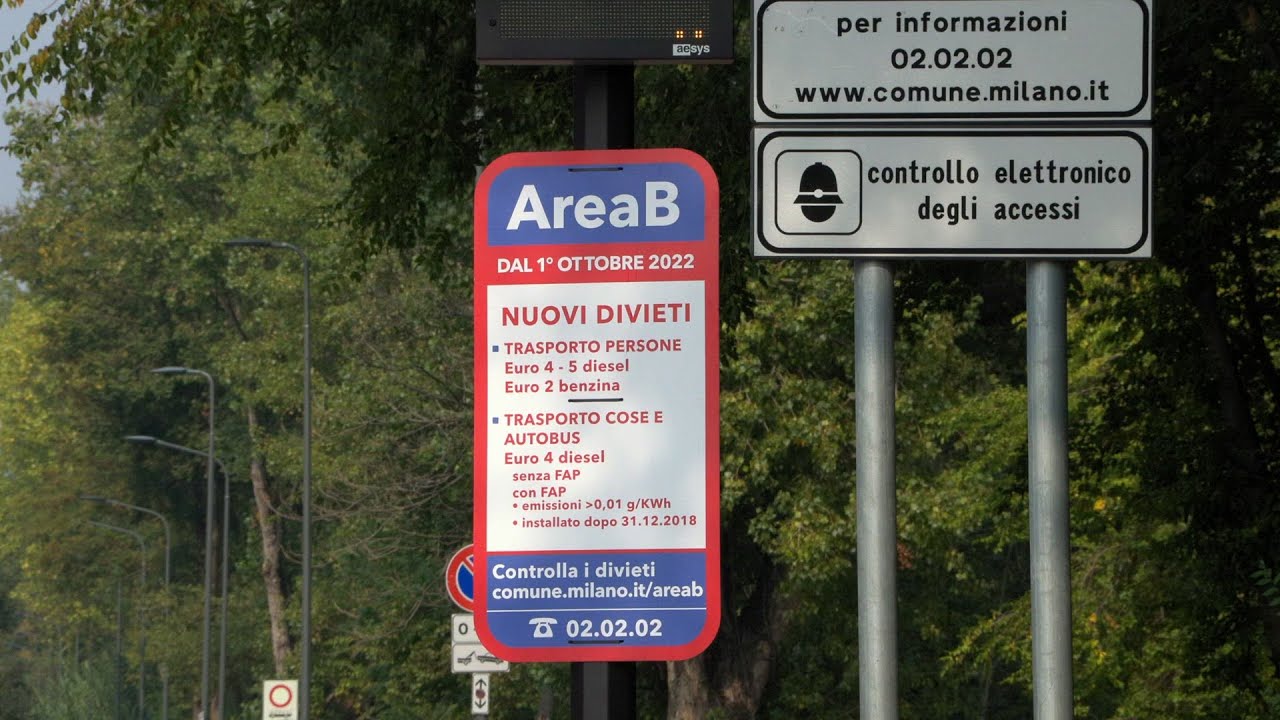 aesys
per informazioni
02.02.02
www.comune.milano.it
controllo elettronico
degli accessi
AreaB
DAL 1° OTTOBRE 2022
NUOVI DIVIETI
TRASPORTO PERSONE
Euro 4 - 5 diesel
Euro 2 benzina
TRASPORTO COSE E
AUTOBUS
Euro 4 diesel
senza FAP
con FAP
• emissioni >0,01 g/KWh
• installato dopo 31.12.2018
Controlla i divieti
comune.milano.it/areab
02.02.02